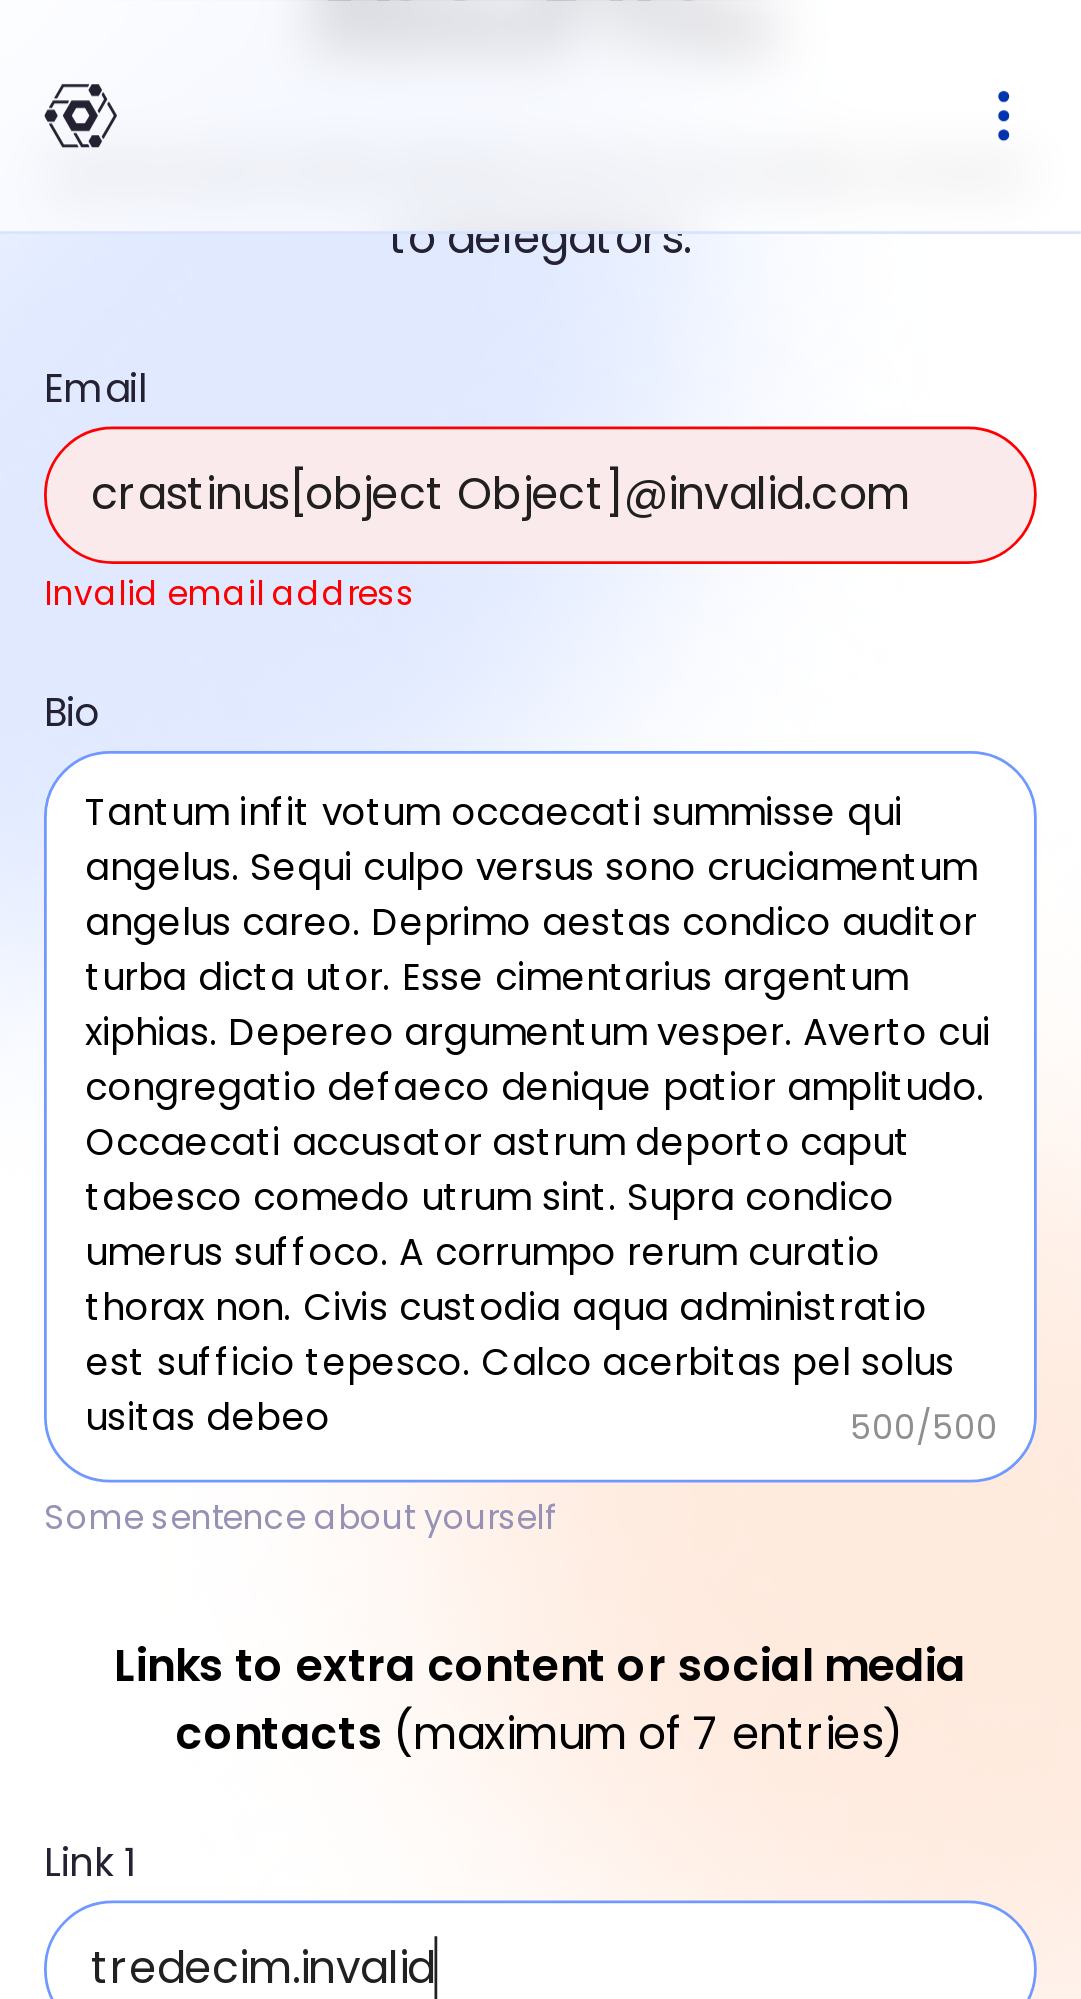 to delegators.
Email
crastinus[object Object]@invalid.com
Invalid email address
Bio
Tantum infit votum occaecati summisse qui
angelus. Sequi culpo versus sono cruciamentum
angelus careo. Deprimo aestas condico auditor
turba dicta utor. Esse cimentarius argentum
xiphias. Depereo argumentum vesper. Averto cui
congregatio defaeco denique patior amplitudo.
Occaecati accusator astrum deporto caput
tabesco comedo utrum sint. Supra condico
umerus suffoco. A corrumpo rerum curatio
thorax non. Civis custodia aqua administratio
est sufficio tepesco. Calco acerbitas pel solus
usitas debeo
500/500
Some sentence about yourself
Links to extra content or social media
contacts (maximum of 7 entries)
Link 1
tredecim.invalid